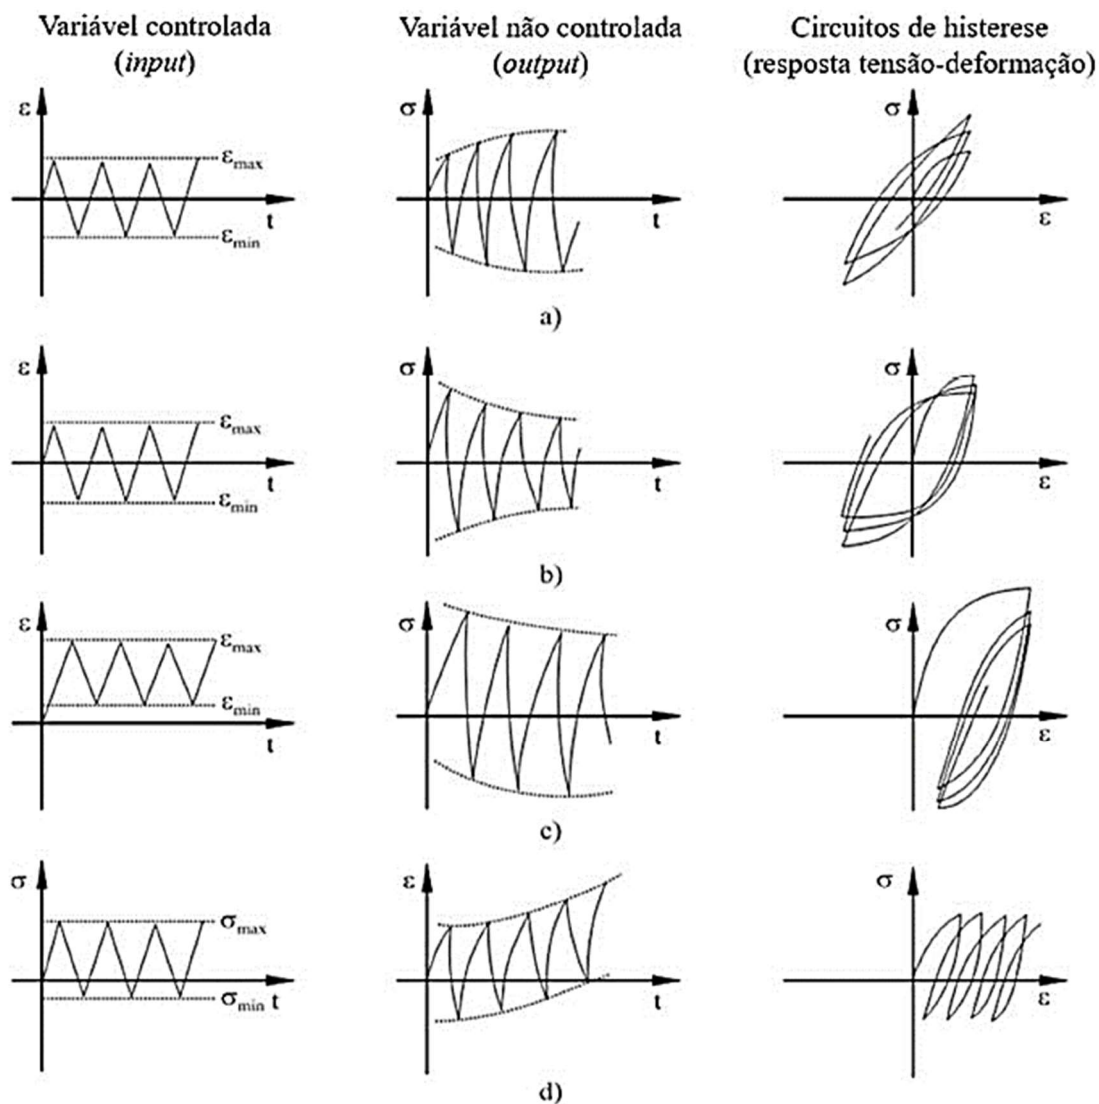 Variável controlada
(input)
Variável não controlada
(output)
Circuitos de histerese
(resposta tensão-deformação)
ε
εmax
εmin
t
σ
t
σ
ε
a)
ε
εmax
εmin
t
σ
t
σ
ε
b)
ε
εmax
εmin
t
σ
t
σ
ε
c)
σ
σmax
σmin t
ε
t
σ
ε
d)